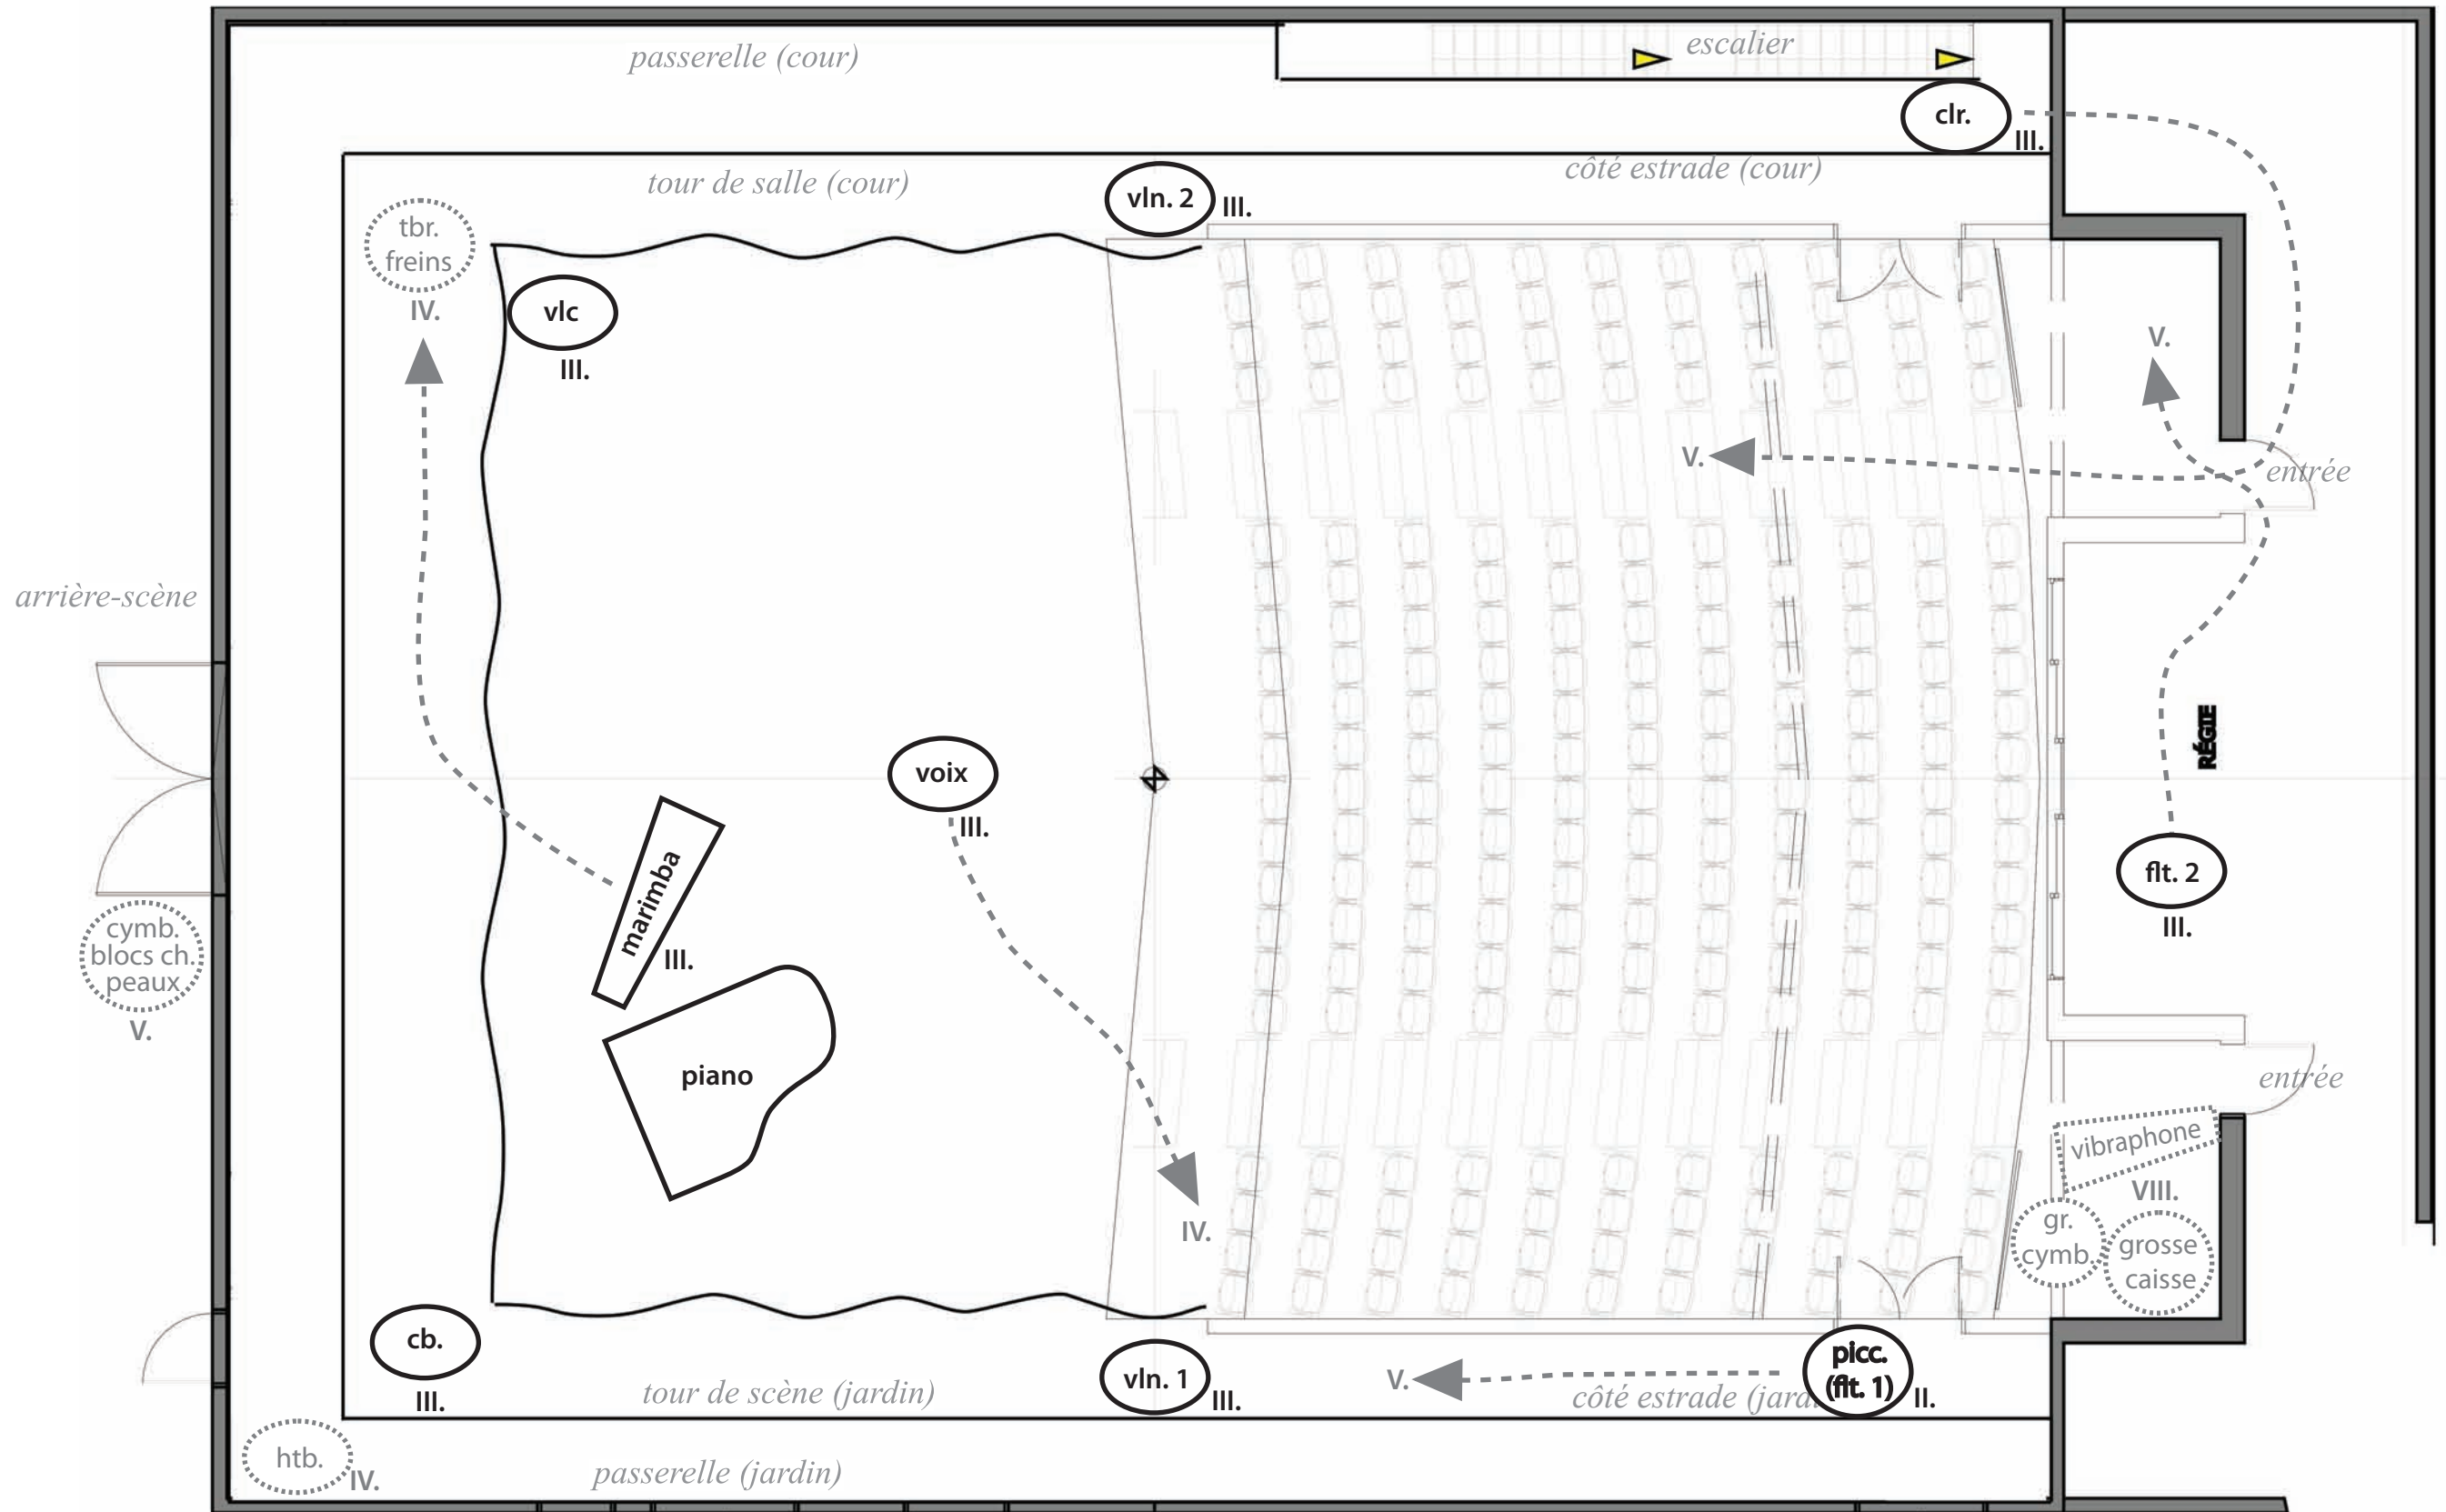 passerelle (cour)
escalier
clr.
III.
tour de salle (cour)
côté estrade (cour)
vln. 2
III.
tbr.
freins
IV.
vlc
III.
V.
V.
entrée
arrière-scène
RÉGIE
voix
III.
marimba
III.
flt. 2
III.
cymb.
blocs ch.
peaux
V.
piano
entrée
vibraphone
VIII.
gr.
cymb.
grosse
caisse
IV.
cb.
III.
tour de scène (jardin)
vln. 1
III.
V.
côté estrade (jard
picc.
(flt. 1)
II.
htb.
IV.
passerelle (jardin)